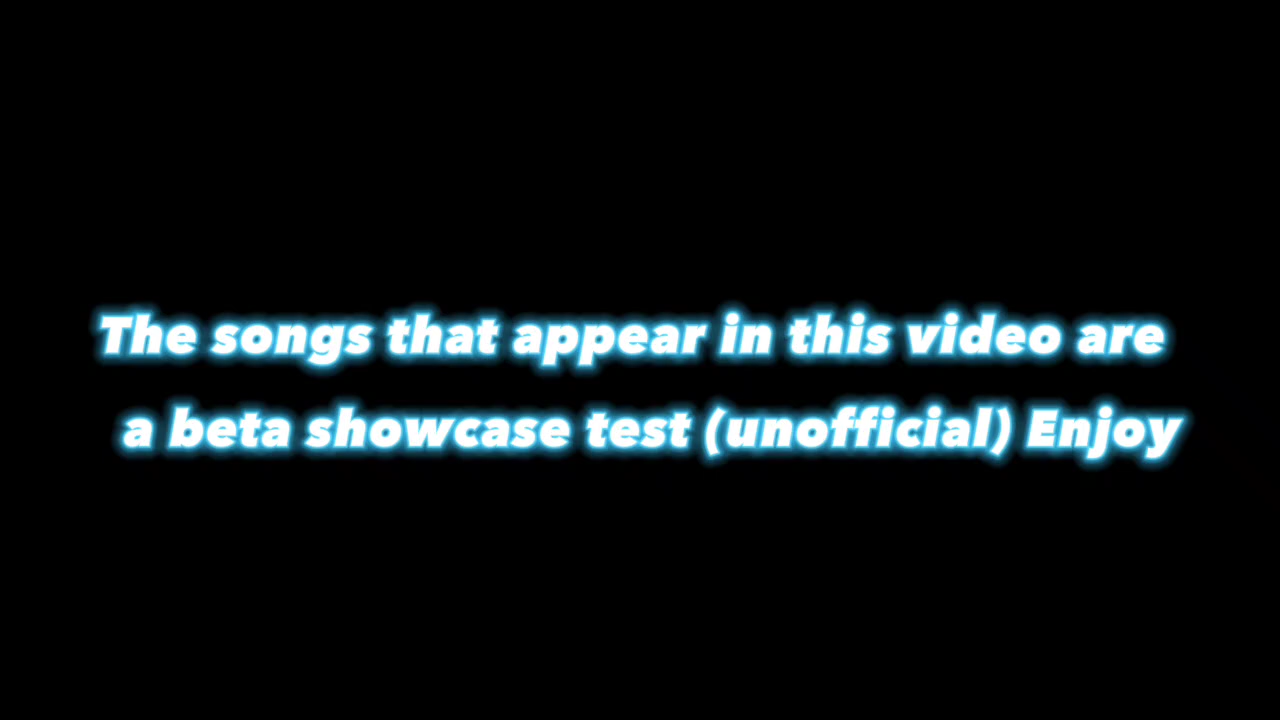 The songs that appear in this video are
a beta showcase test (unofficial) Enjoy